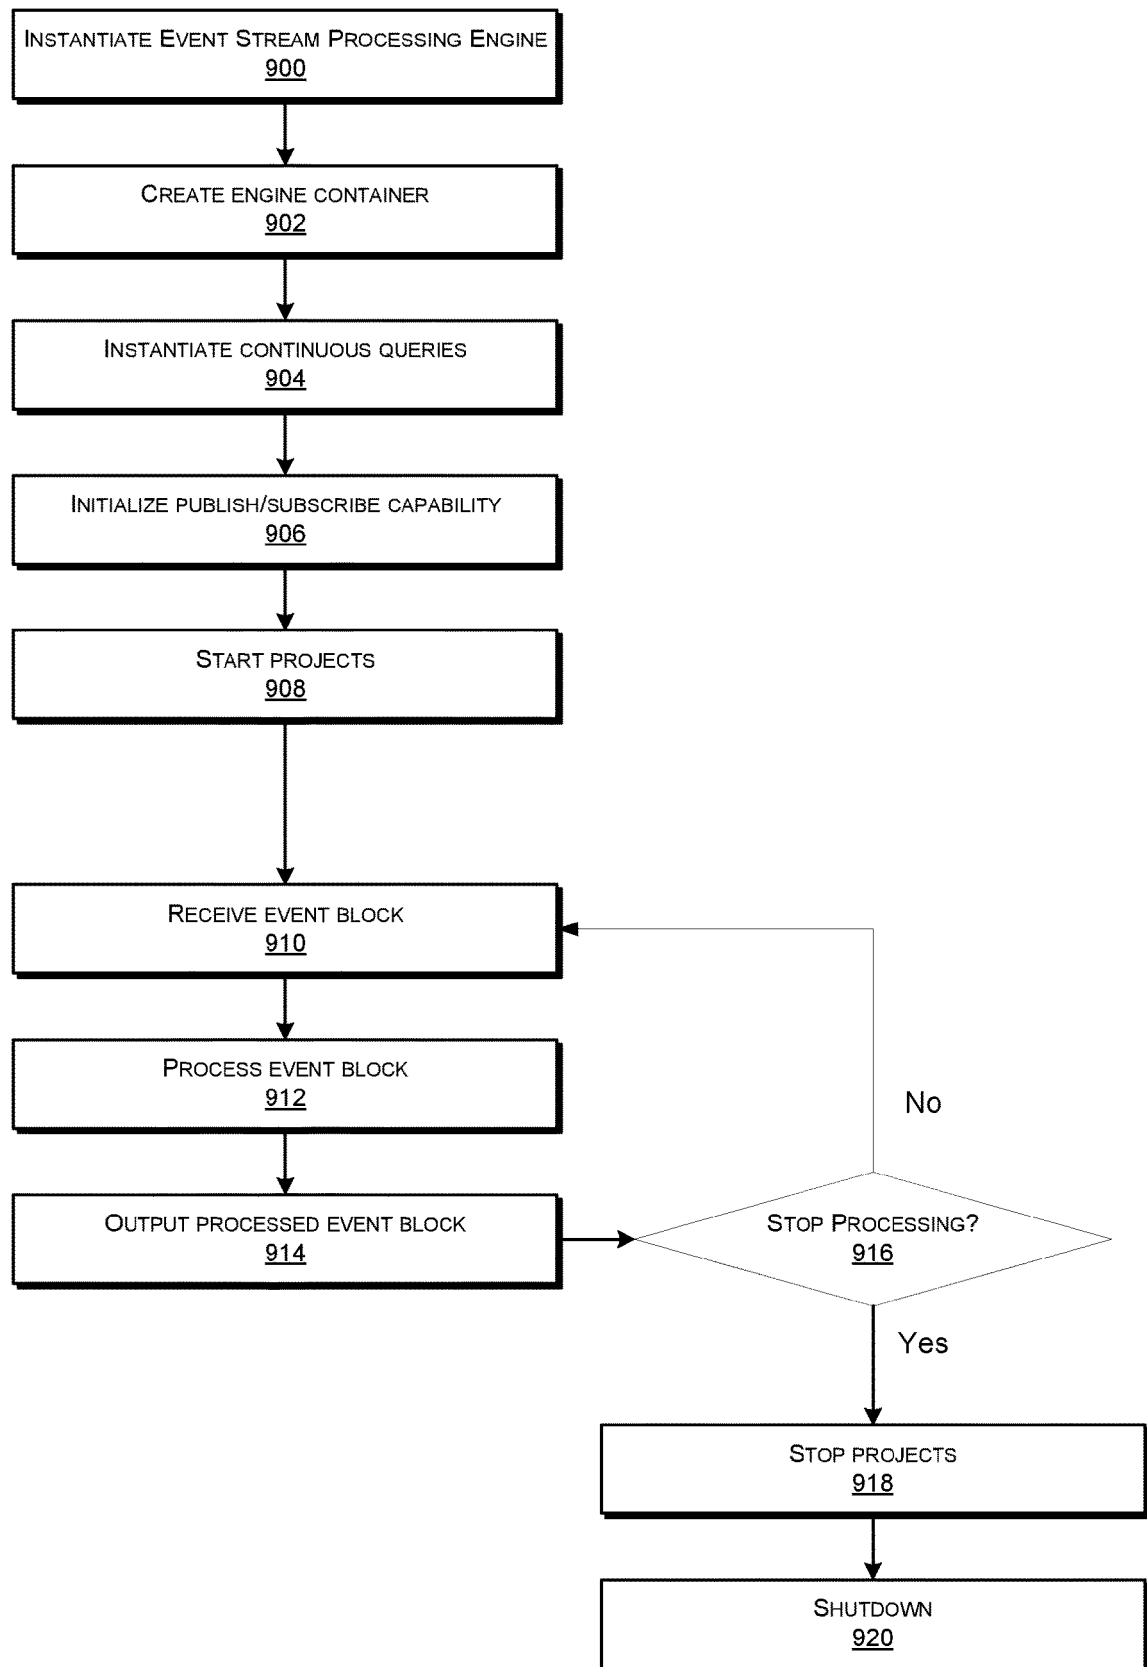 INSTANTIATE EVENT STREAM PROCESSING ENGINE
900
CREATE ENGINE CONTAINER
902
INSTANTIATE CONTINUOUS QUERIES
904
INITIALIZE PUBLISH/SUBSCRIBE CAPABILITY
906
START PROJECTS
908
RECEIVE EVENT BLOCK
910
PROCESS EVENT BLOCK
912
No
OUTPUT PROCESSED EVENT BLOCK
914
STOP PROCESSING?
916
Yes
STOP PROJECTS
918
SHUTDOWN
920